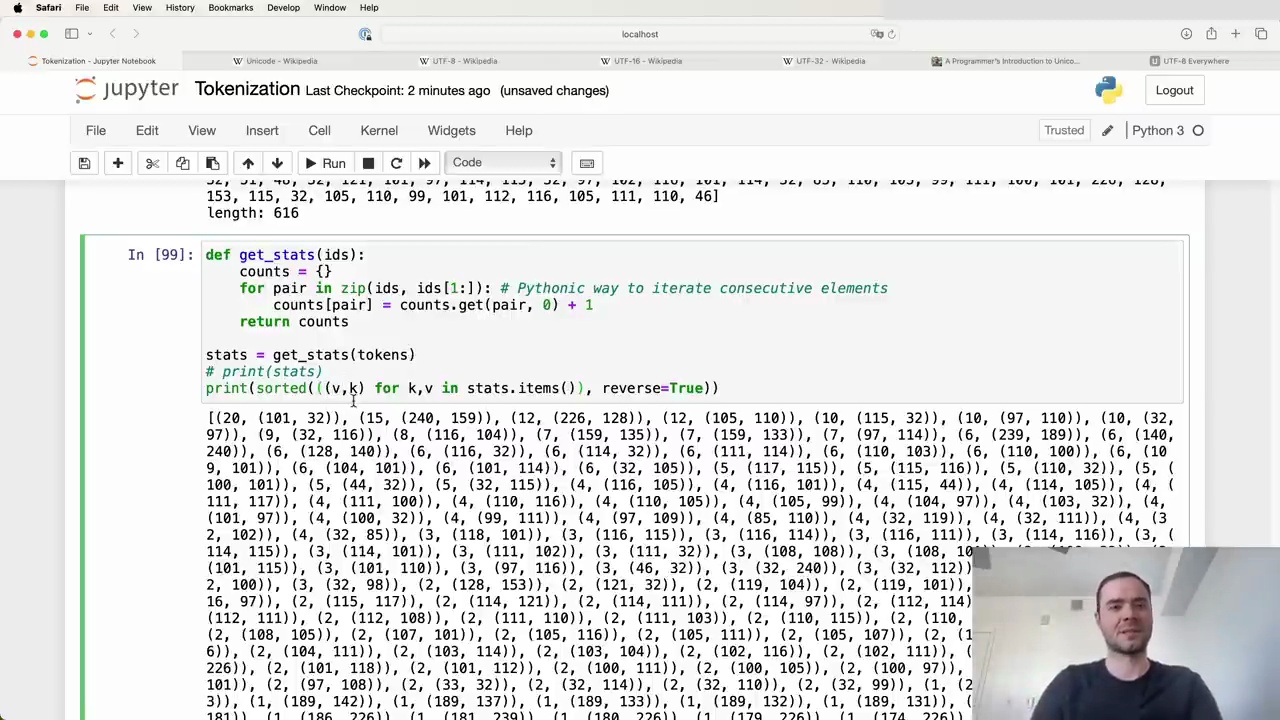 Safari File Edit View History Bookmarks Develop Window Help
localhost
Tokenization - Jupyter Notebook Unicode - Wikipedia UTF-8 - Wikipedia UTF-16 - Wikipedia UTF-32 - Wikipedia A Programmer's Introduction to Unico... UTF-8 Everywhere
jupyter Tokenization Last Checkpoint: 2 minutes ago (unsaved changes) Logout
File Edit View Insert Cell Kernel Widgets Help Trusted Python 3
Run Code
153, 115, 32, 105, 110, 99, 101, 112, 116, 105, 111, 110, 46]
length: 616
In [99]: def get_stats(ids):
counts = {}
for pair in zip(ids, ids[1:]): # Pythonic way to iterate consecutive elements
counts[pair] = counts.get(pair, 0) + 1
return counts
stats = get_stats(tokens)
# print(stats)
print(sorted(((v,k) for k,v in stats.items()), reverse=True))
[(20, (101, 32)), (15, (240, 159)), (12, (226, 128)), (12, (105, 110)), (10, (115, 32)), (10, (97, 110)), (10, (32,
97)), (9, (32, 116)), (8, (116, 104)), (7, (159, 135)), (7, (159, 133)), (7, (97, 114)), (6, (239, 189)), (6, (140,
240)), (6, (128, 140)), (6, (116, 32)), (6, (114, 32)), (6, (111, 114)), (6, (110, 103)), (6, (110, 100)), (6, (10
9, 101)), (6, (104, 101)), (6, (101, 114)), (6, (32, 105)), (5, (117, 115)), (5, (115, 116)), (5, (110, 32)), (5, (
100, 101)), (5, (44, 32)), (5, (32, 115)), (4, (116, 105)), (4, (116, 101)), (4, (115, 44)), (4, (114, 105)), (4, (
111, 117)), (4, (111, 100)), (4, (110, 116)), (4, (110, 105)), (4, (105, 99)), (4, (104, 97)), (4, (103, 32)), (4,
(101, 97)), (4, (100, 32)), (4, (99, 111)), (4, (97, 109)), (4, (85, 110)), (4, (32, 119)), (4, (32, 111)), (4, (3
2, 102)), (4, (32, 85)), (3, (118, 101)), (3, (116, 115)), (3, (116, 114)), (3, (116, 111)), (3, (114, 116)), (3, (
114, 115)), (3, (114, 101)), (3, (111, 102)), (3, (111, 32)), (3, (108, 108)), (3, (108,
(101, 115)), (3, (101, 110)), (3, (97, 116)), (3, (46, 32)), (3, (32, 240)), (3, (32, 112))
2, 100)), (3, (32, 98)), (2, (128, 153)), (2, (121, 32)), (2, (119, 104)), (2, (119, 101))
16, 97)), (2, (115, 117)), (2, (114, 121)), (2, (114, 111)), (2, (114, 97)), (2, (112, 114)
(112, 111)), (2, (112, 108)), (2, (111, 110)), (2, (111, 103)), (2, (110, 115)), (2, (110,
(2, (108, 105)), (2, (107, 101)), (2, (105, 116)), (2, (105, 111)), (2, (105, 107)), (2, (
6)), (2, (104, 111)), (2, (103, 114)), (2, (103, 104)), (2, (102, 116)), (2, (102, 111)),
226)), (2, (101, 118)), (2, (101, 112)), (2, (100, 111)), (2, (100, 105)), (2, (100, 97)),
101)), (2, (97, 108)), (2, (33, 32)), (2, (32, 114)), (2, (32, 110)), (2, (32, 99)), (1, (2
3)), (1, (189, 142)), (1, (189, 137)), (1, (189, 133)), (1, (189, 132)), (1, (189, 131)),